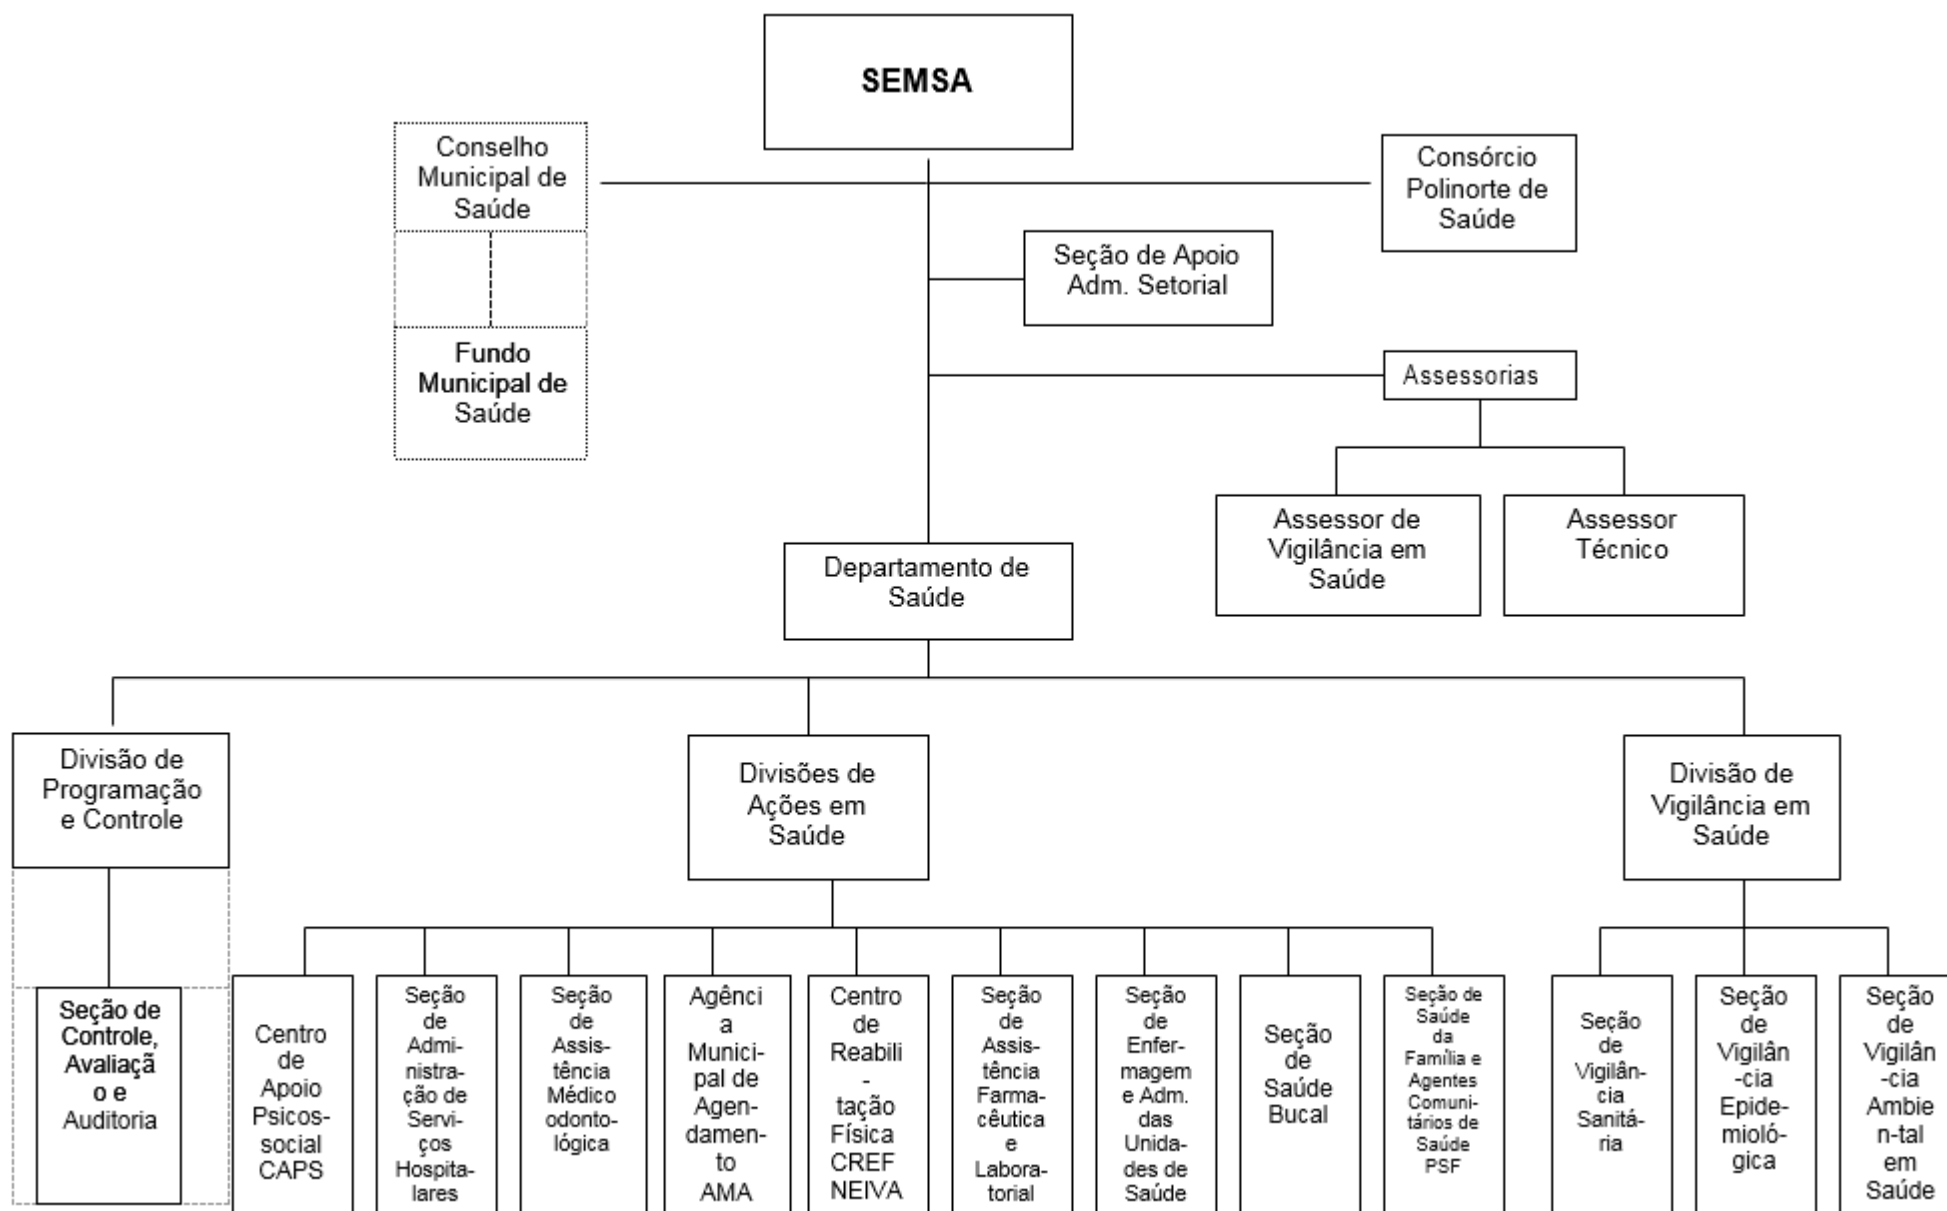 SEMSA
Conselho
Municipal de
Saúde
Consórcio
Polinorte de
Saúde
Seção de Apoio
Adm. Setorial
Fundo
Municipal de
Saúde
Assessorias
Assessor de
Vigilância em
Saúde
Assessor
Técnico
Departamento de
Saúde
Divisão de
Programação
e Controle
Divisões de
Ações em
Saúde
Divisão de
Vigilância em
Saúde
Seção de
Controle,
Avaliaçã
o e
Auditoria
Centro
de
Apoio
Psicos-
social
CAPS
Seção
de
Admi-
nistra-
ção de
Servi-
ços
Hospita-
lares
Seção
de
Assis-
tência
Médico
odonto-
lógica
Agênci
a
Munici-
pal de
Agen-
damen-
to
AMA
Centro
de
Reabili
-
tação
Física
CREF
NEIVA
Seção
de
Assis-
tência
Farma-
cêutica
e
Labora-
torial
Seção
de
Enfer-
magem
e Adm.
das
Unida-
des de
Saúde
Seção
de
Saúde
Bucal
Seção de
Saúde
da
Família e
Agentes
Comuni-
tários de
Saúde
PSF
Seção
de
Vigilân-
cia
Sanitá-
ria
Seção
de
Vigilân
-cia
Epide-
mioló-
gica
Seção
de
Vigilân
-cia
Ambie
n-tal
em
Saúde